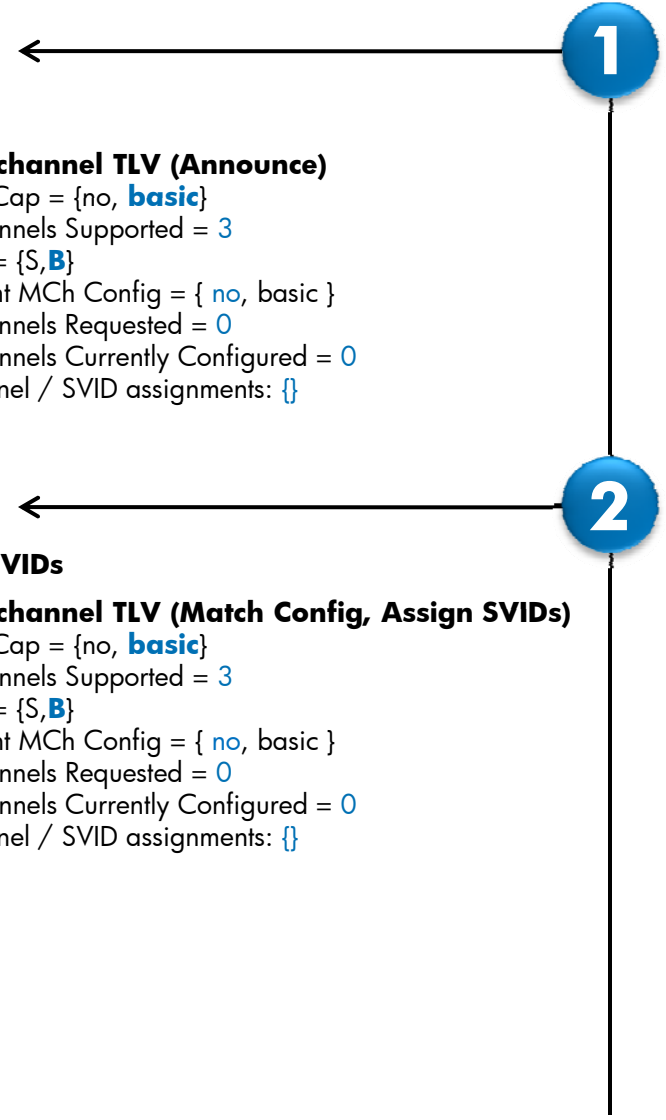 1
channel TLV (Announce)
Cap = {no, basic}
nnels Supported = 3
= {S,B}
nt MCh Config = { no, basic }
nnels Requested = 0
nnels Currently Configured = 0
nel / SVID assignments: {}
2
VIDs
channel TLV (Match Config, Assign SVIDs)
Cap = {no, basic}
nnels Supported = 3
= {S,B}
nt MCh Config = { no, basic }
nnels Requested = 0
nnels Currently Configured = 0
nel / SVID assignments: {}